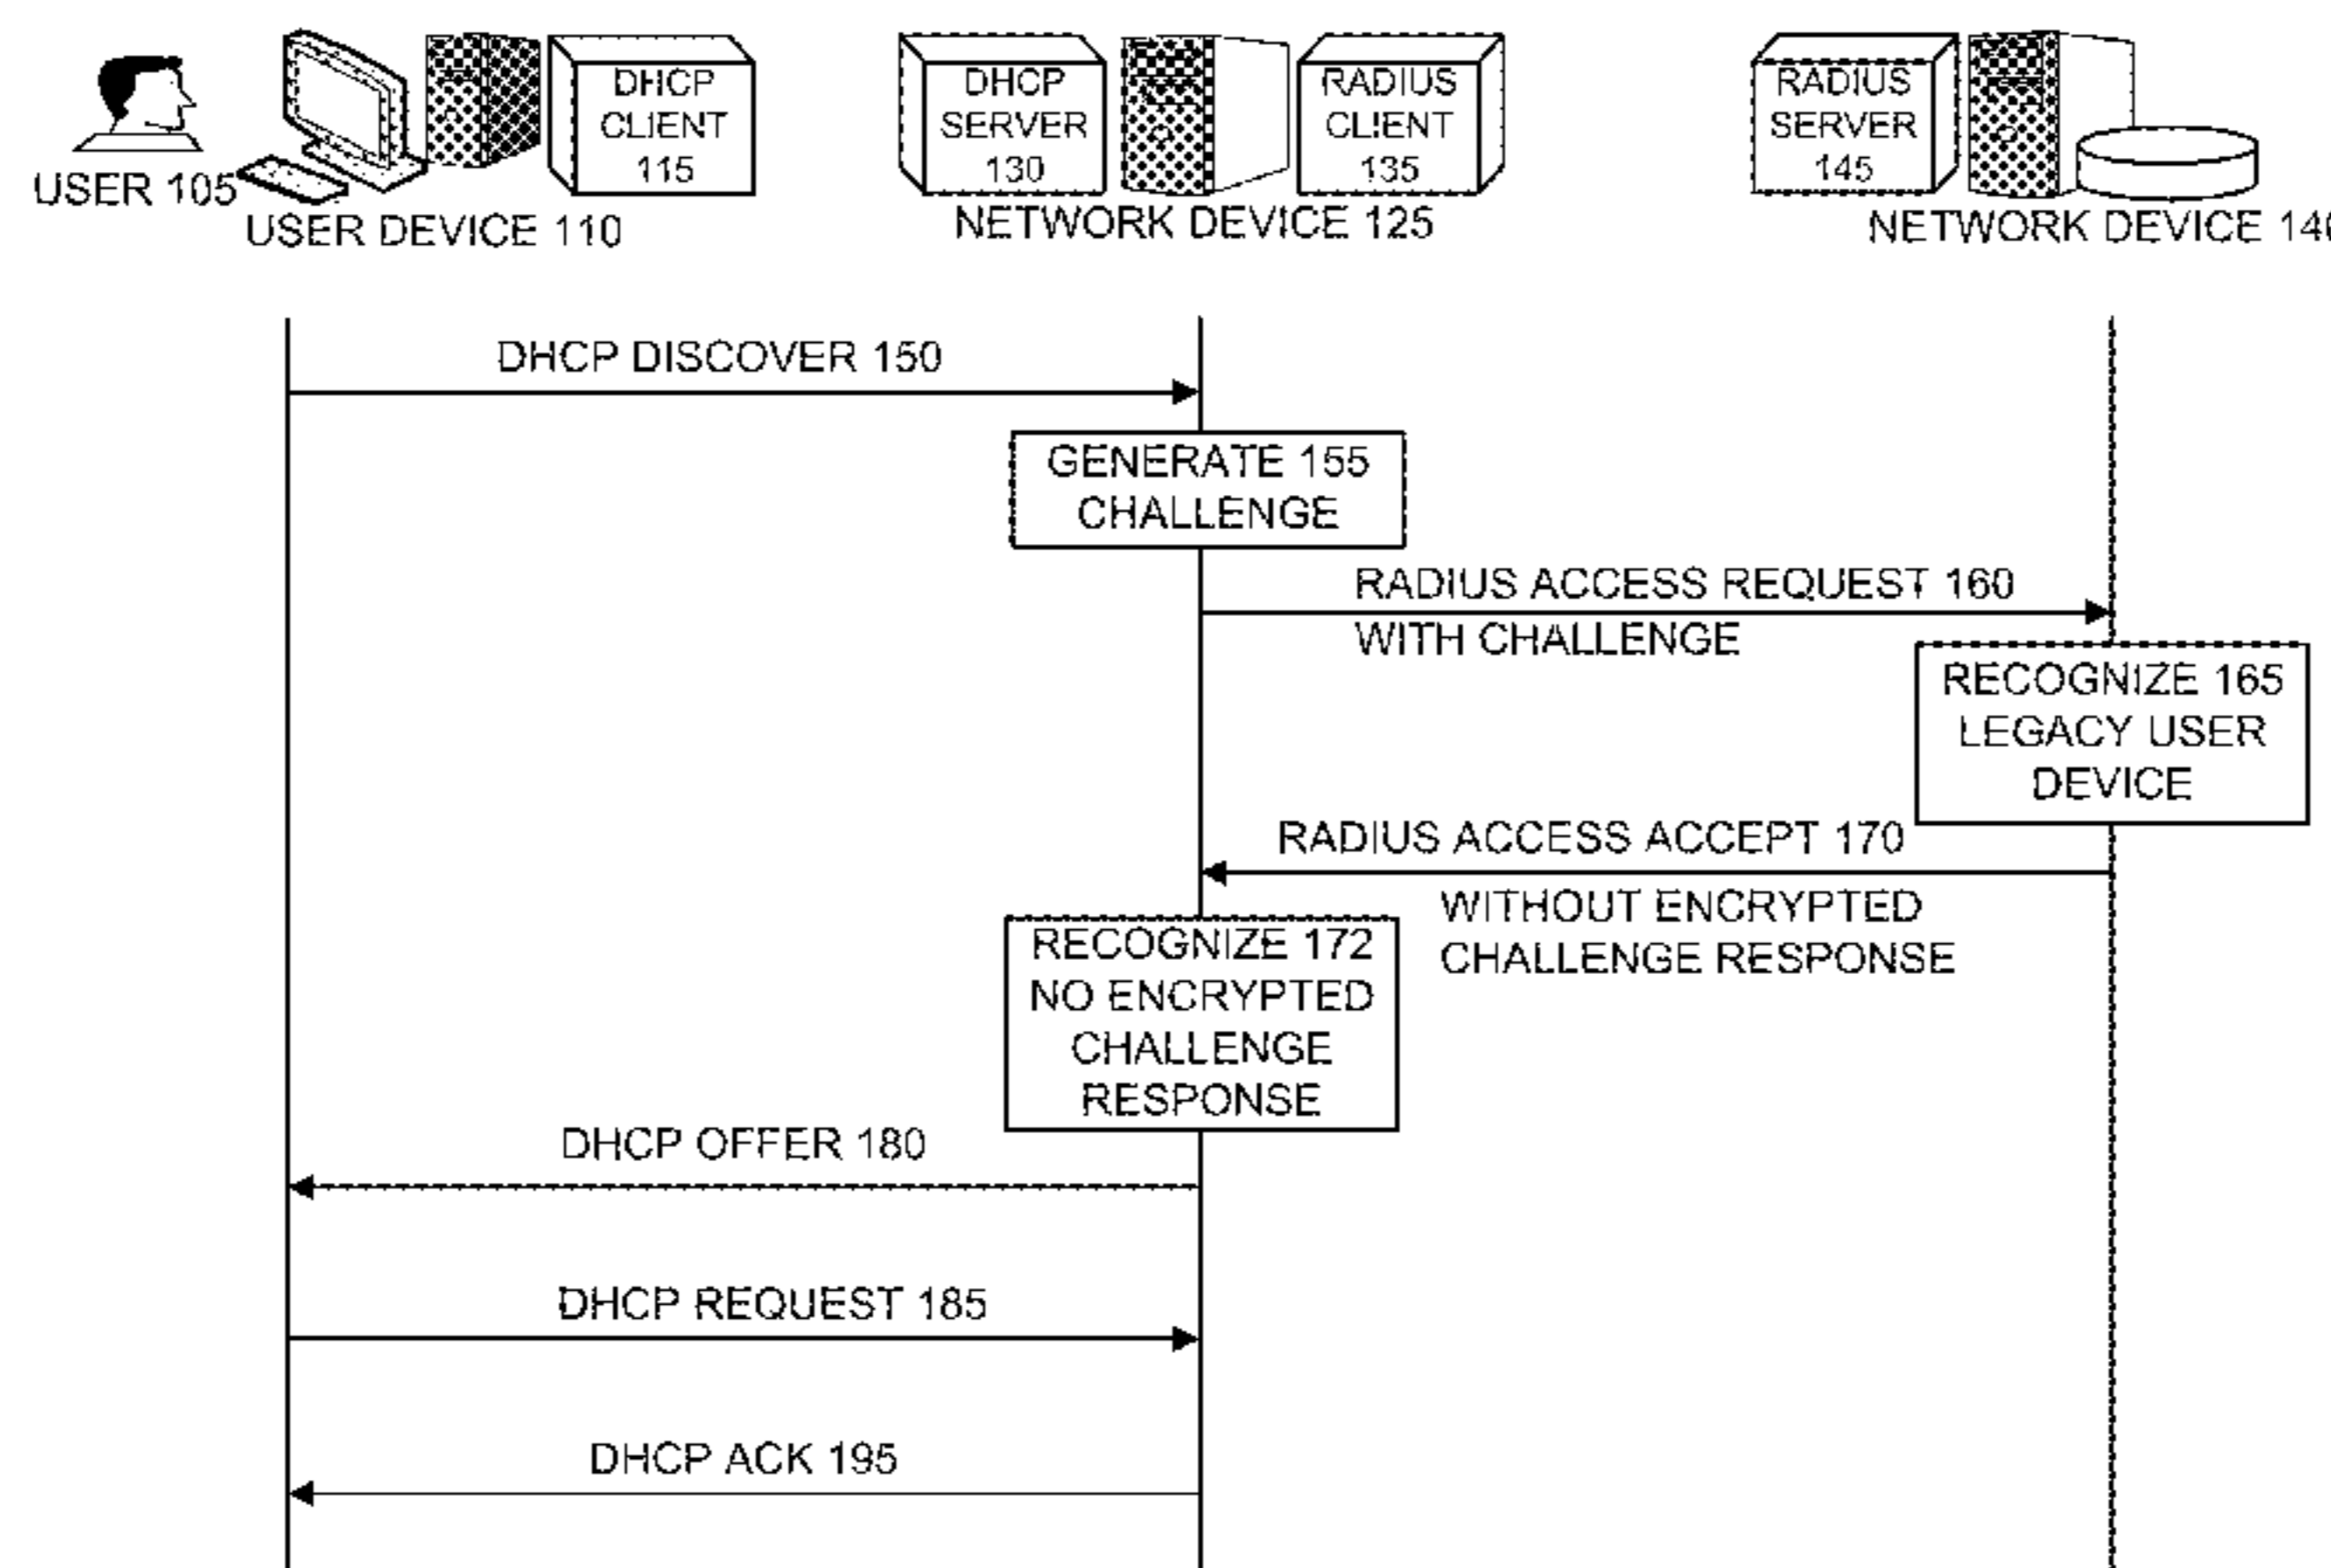 DHCP
CLIENT
115
DHCP
SERVER
130
RADIUS
CLIENT
135
RADIUS
SERVER
145
USER 105
USER DEVICE 110
NETWORK DEVICE 125
NETWORK DEVICE 140
DHCP DISCOVER 150
GENERATE 155
CHALLENGE
RADIUS ACCESS REQUEST 160
WITH CHALLENGE
RECOGNIZE 165
LEGACY USER
DEVICE
RADIUS ACCESS ACCEPT 170
WITHOUT ENCRYPTED
CHALLENGE RESPONSE
RECOGNIZE 172
NO ENCRYPTED
CHALLENGE
RESPONSE
DHCP OFFER 180
DHCP REQUEST 185
DHCP ACK 195